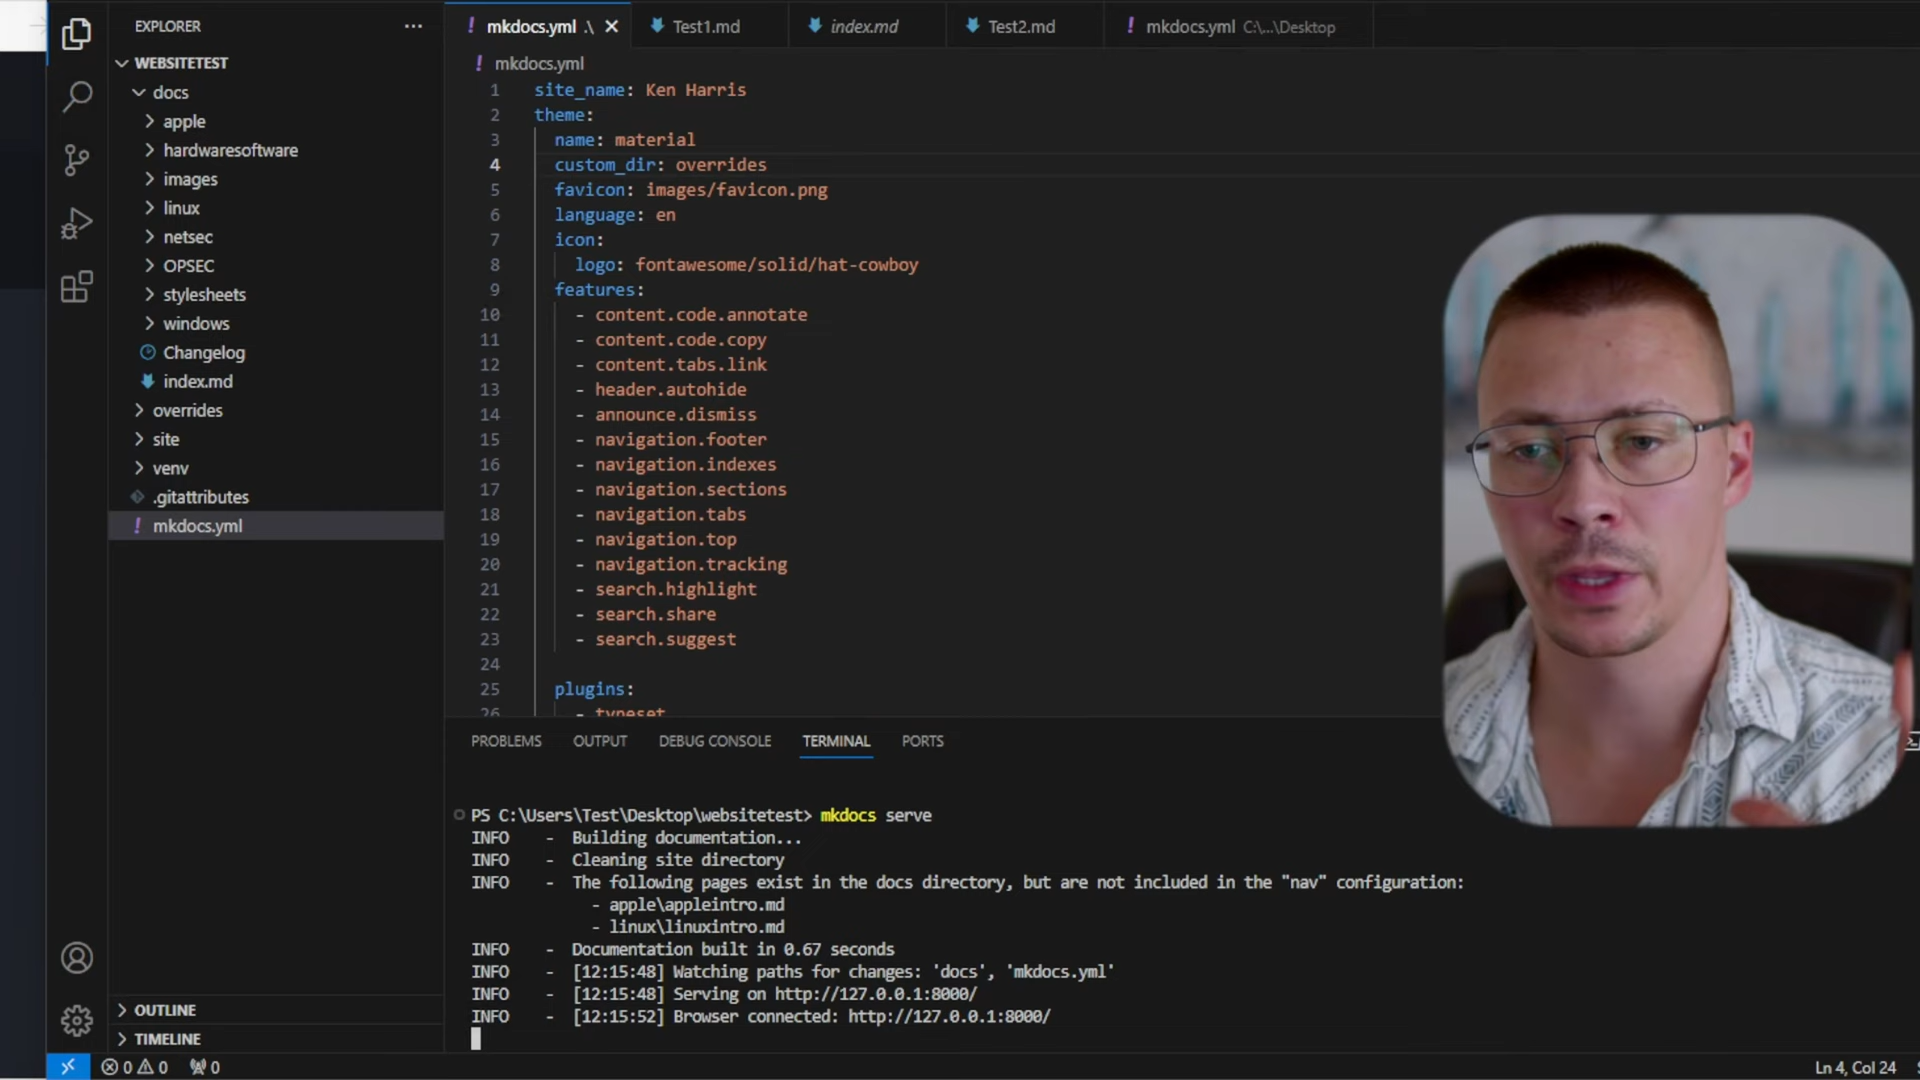 EXPLORER
WEBSITETEST
docs
apple
hardwaresoftware
images
linux
netsec
OPSEC
stylesheets
windows
Changelog
index.md
overrides
site
venv
.gitattributes
! mkdocs.yml
OUTLINE
TIMELINE
! mkdocs.yml .\
Test1.md
index.md
Test2.md
! mkdocs.yml C:\...\Desktop
! mkdocs.yml
1 site_name: Ken Harris
2 theme:
3 name: material
4 custom_dir: overrides
5 favicon: images/favicon.png
6 language: en
7 icon:
8 logo: fontawesome/solid/hat-cowboy
9 features:
10 - content.code.annotate
11 - content.code.copy
12 - content.tabs.link
13 - header.autohide
14 - announce.dismiss
15 - navigation.footer
16 - navigation.indexes
17 - navigation.sections
18 - navigation.tabs
19 - navigation.top
20 - navigation.tracking
21 - search.highlight
22 - search.share
23 - search.suggest
24
25 plugins:
26 - typeset
PROBLEMS OUTPUT DEBUG CONSOLE TERMINAL PORTS
PS C:\Users\Test\Desktop\websitetest> mkdocs serve
INFO - Building documentation...
INFO - Cleaning site directory
INFO - The following pages exist in the docs directory, but are not included in the "nav" configuration:
- apple\appleintro.md
- linux\linuxintro.md
INFO - Documentation built in 0.67 seconds
INFO - [12:15:48] Watching paths for changes: 'docs', 'mkdocs.yml'
INFO - [12:15:48] Serving on http://127.0.0.1:8000/
INFO - [12:15:52] Browser connected: http://127.0.0.1:8000/
0 0 0
Ln 4, Col 24